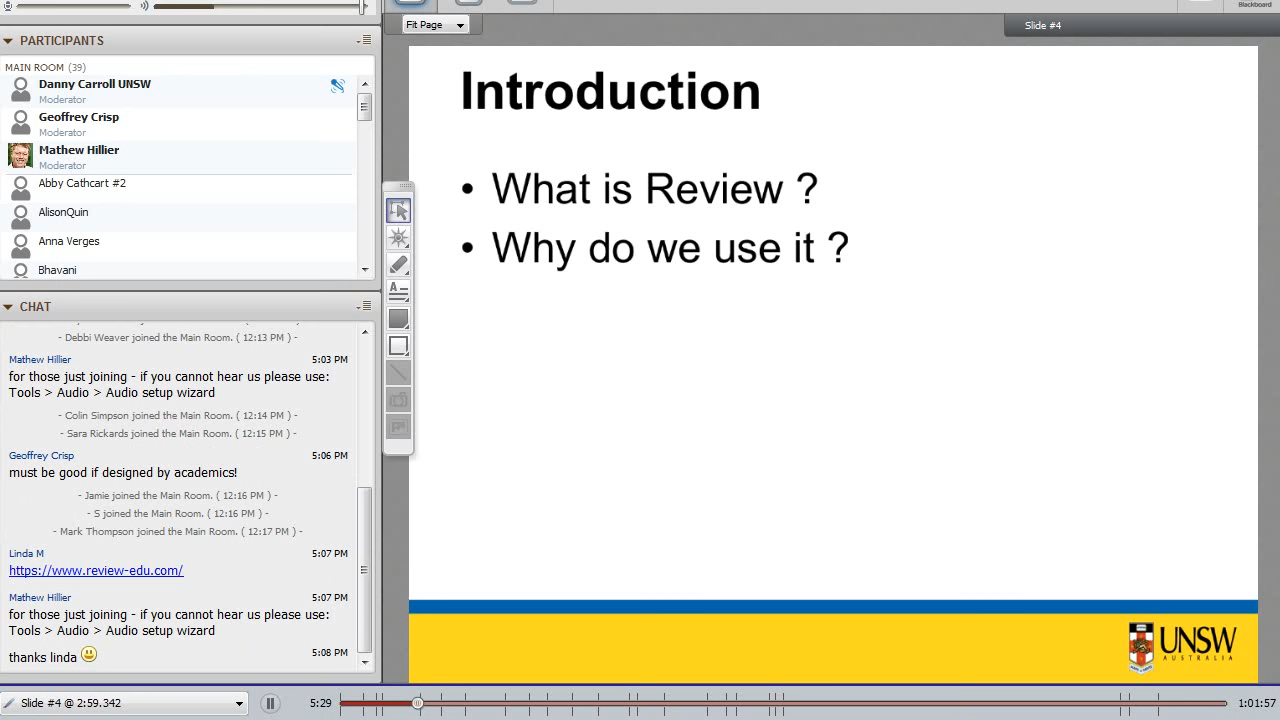 Blackboard
Fit Page
Slide #4
PARTICIPANTS
MAIN ROOM (39)
Danny Carroll UNSW
Moderator
Geoffrey Crisp
Moderator
Mathew Hillier
Moderator
Abby Cathcart #2
AlisonQuin
Anna Verges
Bhavani
CHAT
- Debbi Weaver joined the Main Room. ( 12:13 PM ) -
Mathew Hillier 5:03 PM
for those just joining - if you cannot hear us please use:
Tools > Audio > Audio setup wizard
- Colin Simpson joined the Main Room. ( 12:14 PM ) -
- Sara Rickards joined the Main Room. ( 12:15 PM ) -
Geoffrey Crisp 5:06 PM
must be good if designed by academics!
- Jamie joined the Main Room. ( 12:16 PM ) -
- S joined the Main Room. ( 12:16 PM ) -
- Mark Thompson joined the Main Room. ( 12:17 PM ) -
Linda M 5:07 PM
https://www.review-edu.com/
Mathew Hillier 5:07 PM
for those just joining - if you cannot hear us please use:
Tools > Audio > Audio setup wizard
thanks linda 5:08 PM
Introduction
• What is Review ?
• Why do we use it ?
UNSW
AUSTRALIA
Slide #4 @ 2:59.342
5:29
1:01:57